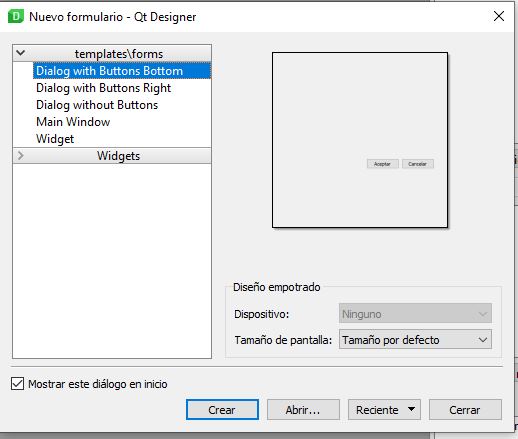 Nuevo formulario - Qt Designer
templates\forms
Dialog with Buttons Bottom
Dialog with Buttons Right
Dialog without Buttons
Main Window
Widget
Widgets
Aceptar Cancelar
Diseño empotrado
Dispositivo: Ninguno
Tamaño de pantalla: Tamaño por defecto
Mostrar este diálogo en inicio
Crear Abrir... Reciente Cerrar